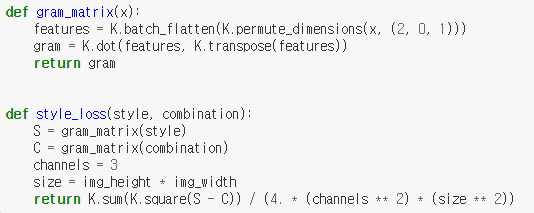 def gram_matrix(x):
    features = K.batch_flatten(K.permute_dimensions(x, (2, 0, 1)))
    gram = K.dot(features, K.transpose(features))
    return gram
def style_loss(style, combination):
    S = gram_matrix(style)
    C = gram_matrix(combination)
    channels = 3
    size = img_height * img_width
    return K.sum(K.square(S - C)) / (4. * (channels ** 2) * (size ** 2))